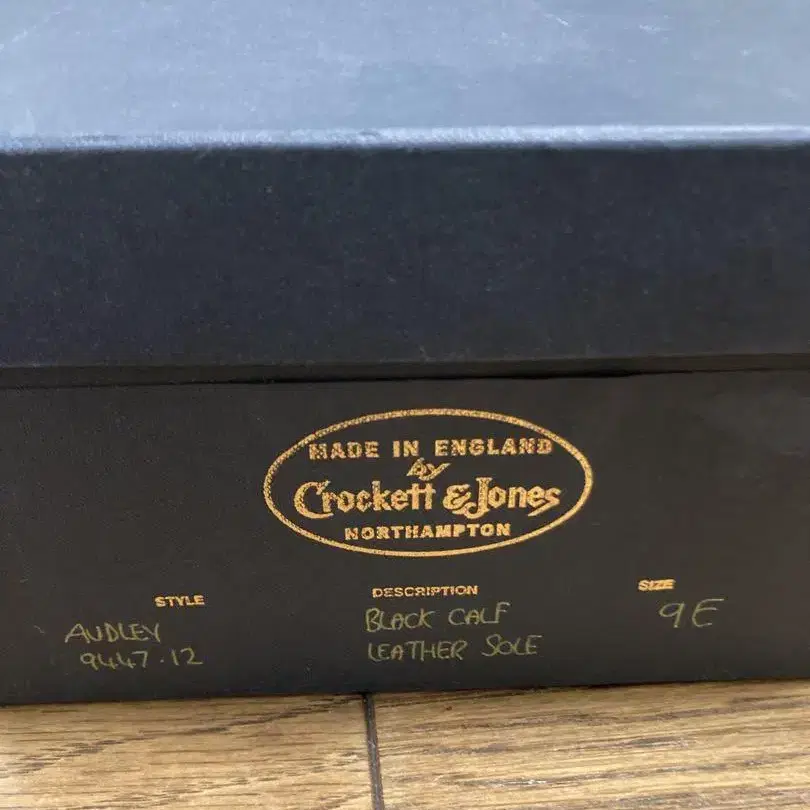 MADE IN ENGLAND
by
Crockett & Jones
NORTHAMPTON
STYLE
DESCRIPTION
SIZE
AUDLEY
9447.12
BLACK CALF
LEATHER SOLE
9E